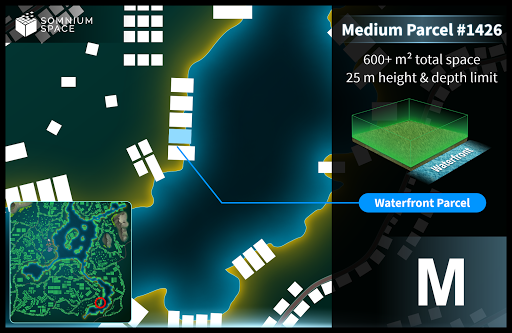 SOMNIUM
SPACE
Medium Parcel #1426
600+ m² total space
25 m height & depth limit
Waterfront
Waterfront Parcel
M